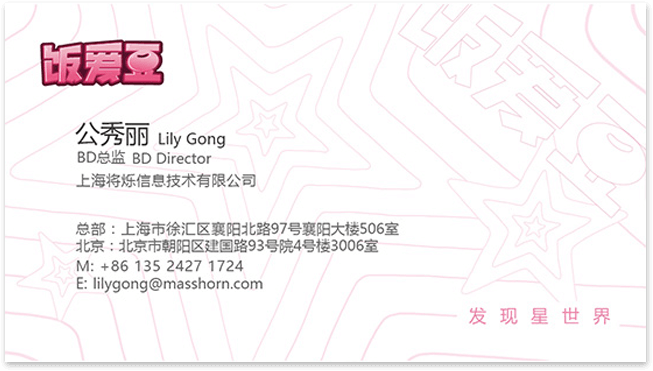 饭爱豆
饭爱豆
公秀丽 Lily Gong
BD总监 BD Director
上海将烁信息技术有限公司
总部：上海市徐汇区襄阳北路97号襄阳大楼506室
北京：北京市朝阳区建国路93号院4号楼3006室
M: +86 135 2427 1724
E: lilygong@masshorn.com
发现星世界